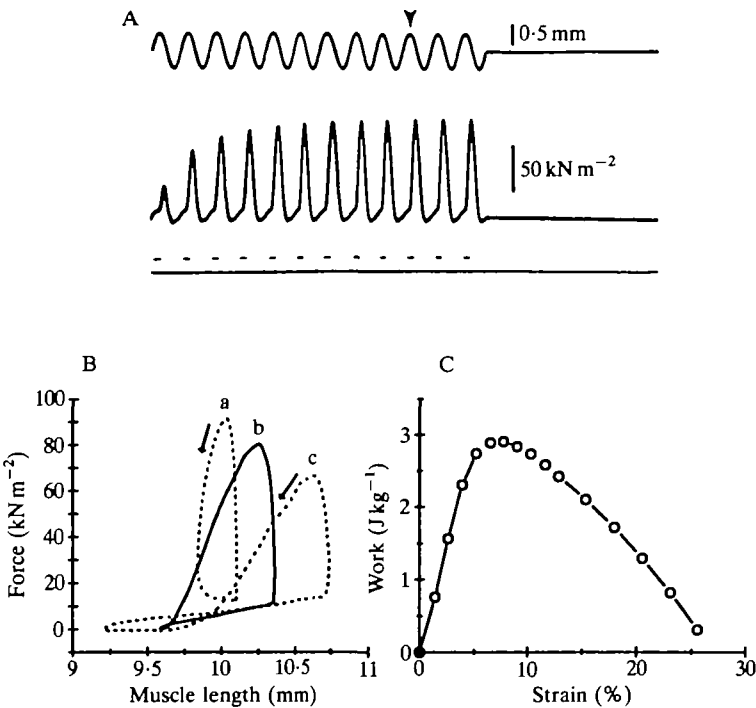 A
0·5 mm
50 kN m−2
B
C
a
b
c
100
80
60
40
20
0
Force (kN m−2)
9
9·5
10
10·5
11
Muscle length (mm)
3
2
1
0
Work (J kg−1)
0
10
20
30
Strain (%)